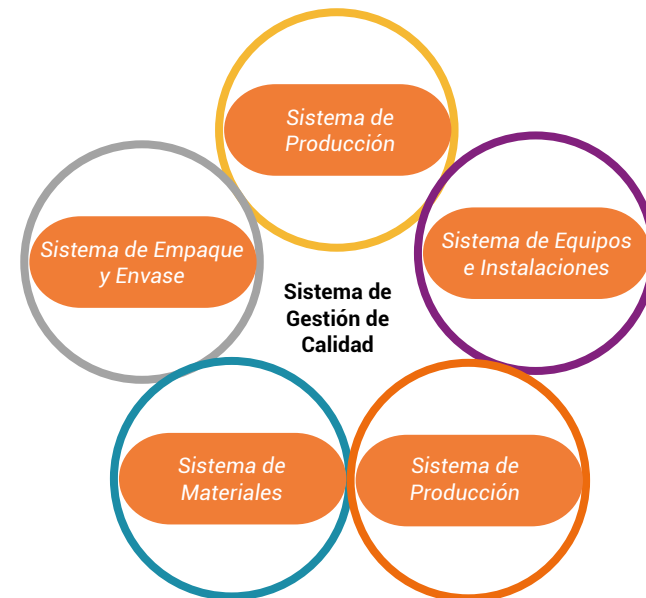 Sistema de
Producción
Sistema de Empaque
y Envase
Sistema de Equipos
e Instalaciones
Sistema de
Gestión de
Calidad
Sistema de
Materiales
Sistema de
Producción